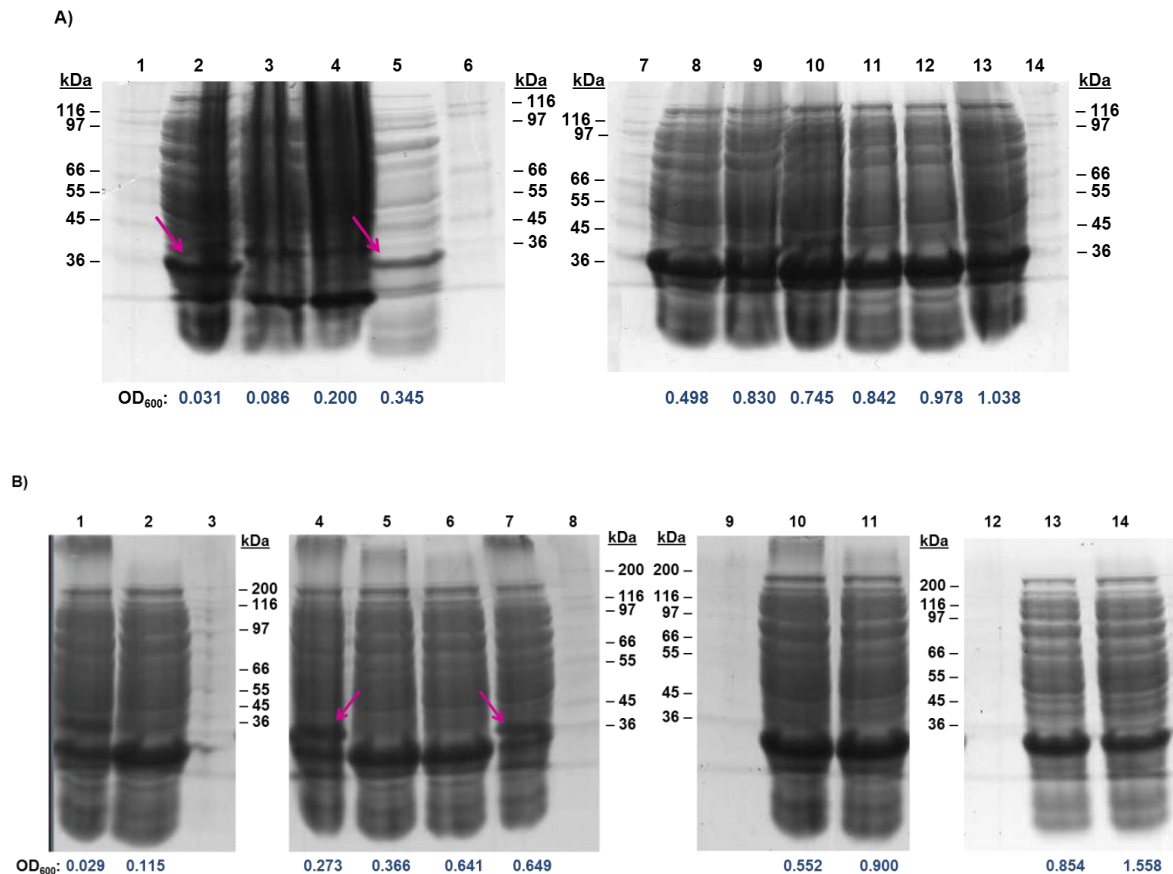 A)
1 2 3 4 5 6 7 8 9 10 11 12 13 14
kDa kDa kDa kDa
116 – – 116 116 – – 116
97 – – 97 97 – – 97
66 – – 66 66 – – 66
55 – – 55 55 – – 55
45 – – 45 45 – – 45
36 – – 36 36 – – 36
OD600: 0.031 0.086 0.200 0.345 0.498 0.830 0.745 0.842 0.978 1.038
B)
1 2 3 4 5 6 7 8 9 10 11 12 13 14
kDa kDa kDa kDa
– 200 – 200 200 – 200 –
– 116 – 116 116 – 116 –
– 97 – 97 97 – 97 –
– 66 – 66 66 – 66 –
– 55 – 55 55 – 55 –
– 45 – 45 45 – 45 –
– 36 – 36 36 – 36 –
OD600: 0.029 0.115 0.273 0.366 0.641 0.649 0.552 0.900 0.854 1.558